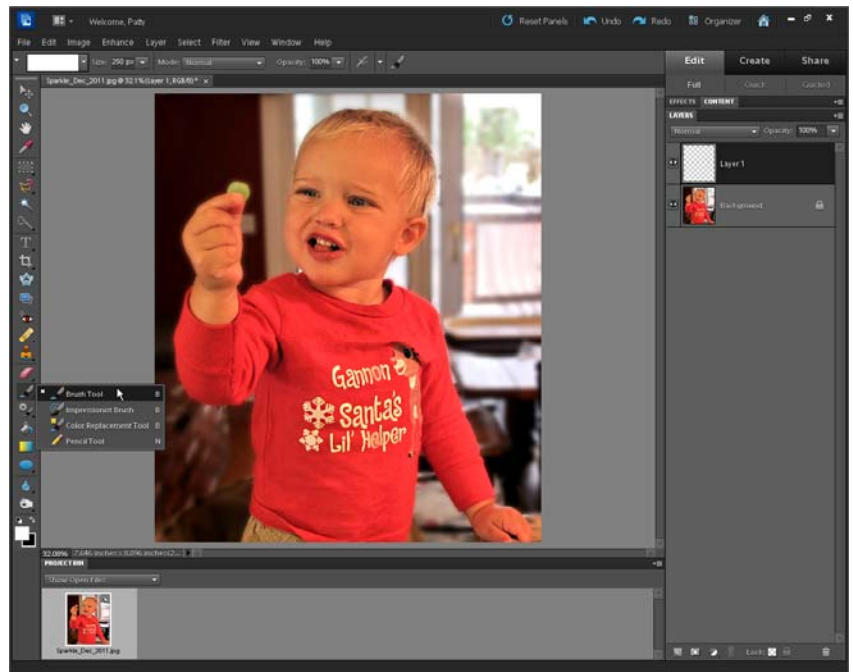 Welcome, Patty
Reset Panels Undo Redo Organizer
File Edit Image Enhance Layer Select Filter View Window Help
Size: 250 px Mode: Normal Opacity: 100%
Edit Create Share
Sparkle_Dec_2011.jpg @ 32.1% (Layer 1, RGB/8) * x
Full Quick Guided
EFFECTS CONTENT
LAYERS
Normal Opacity: 100%
Layer 1
Background
Gannon
Santa's
Lil' Helper
Brush Tool B
Impressionist Brush B
Color Replacement Tool B
Pencil Tool N
32.08%
PROJECT BIN
Show Open Files
Sparkle_Dec_2011.jpg
Lock: